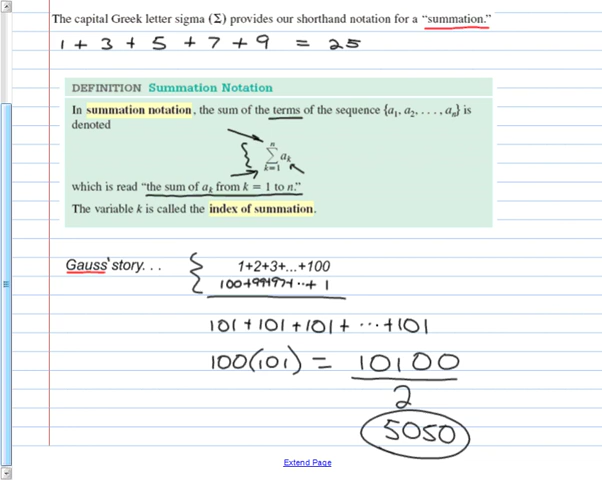 The capital Greek letter sigma (Σ) provides our shorthand notation for a “summation.”
1 + 3 + 5 + 7 + 9 = 25
DEFINITION Summation Notation
In summation notation, the sum of the terms of the sequence {a₁, a₂, . . . , aₙ} is
denoted
n
∑ aₖ
k=1
which is read “the sum of aₖ from k = 1 to n.”
The variable k is called the index of summation.
Gauss' story. . .
1+2+3+...+100
100+99+97+...+ 1
101 + 101 + 101 + ... +101
100(101) = 10100
2
5050
Extend Page